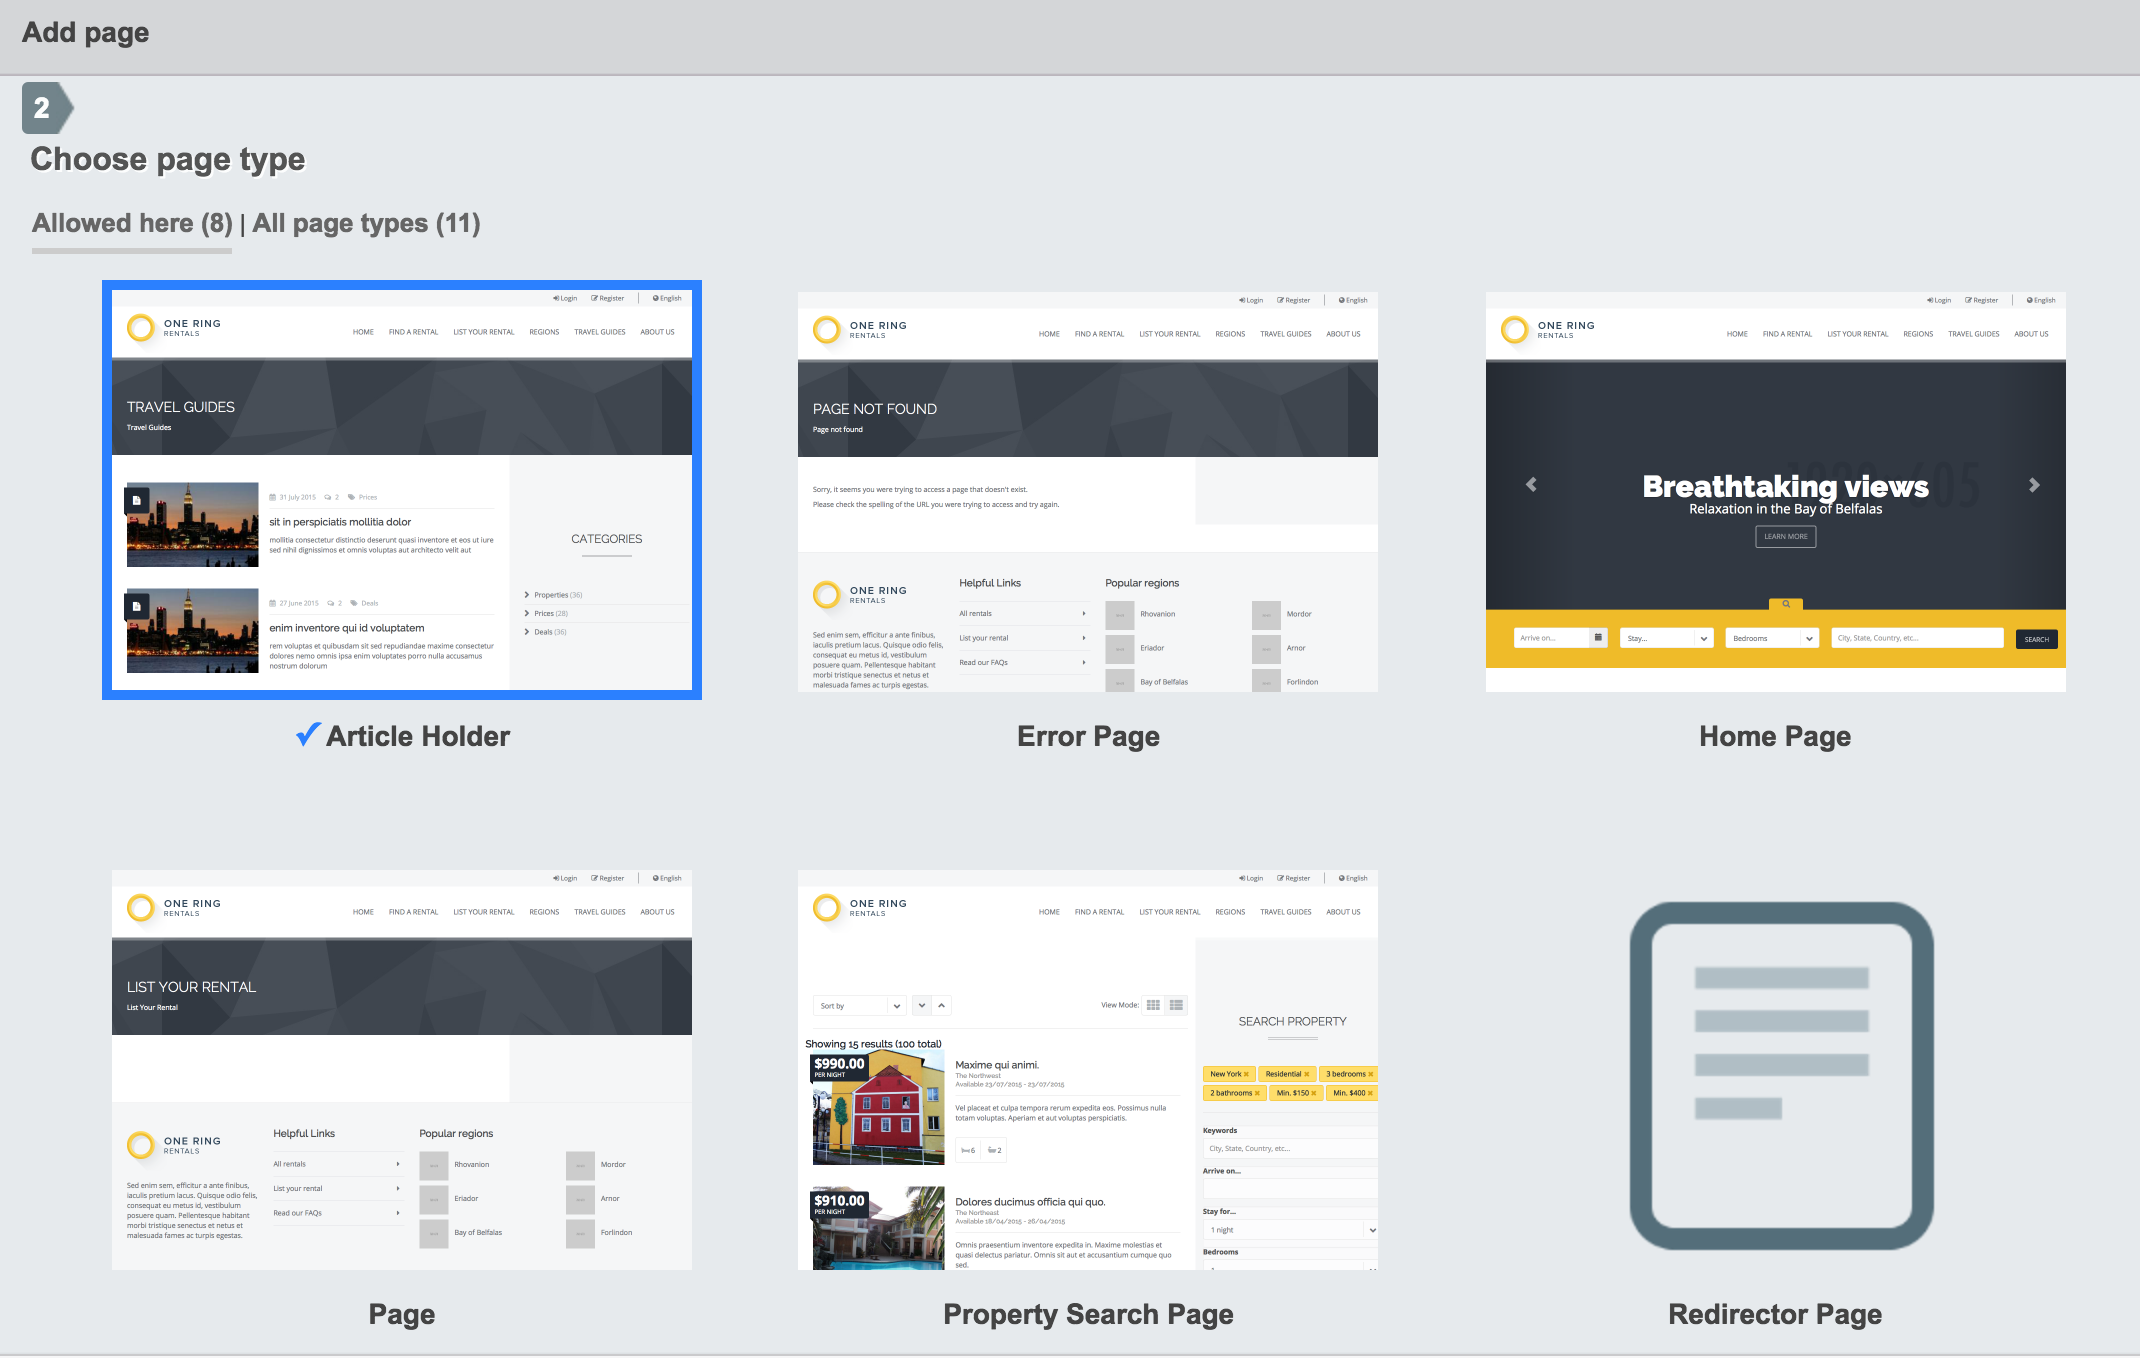 Add page
2
Choose page type
Allowed here (8) | All page types (11)
Login Register English
ONE RING
RENTALS
HOME FIND A RENTAL LIST YOUR RENTAL REGIONS TRAVEL GUIDES ABOUT US
TRAVEL GUIDES
Travel Guides
31 July 2015 2 Prices
sit in perspiciatis mollitia dolor
mollitia consectetur distinctio deserunt quasi inventore et eos ut iure
sed nihil dignissimos et omnis voluptas aut architecto velit aut
27 June 2015 2 Deals
enim inventore qui id voluptatem
rem voluptas et quibusdam sit sed repudiandae maxime consectetur
dolores nemo omnis ipsa enim voluptates porro nulla accusamus
nostrum dolorum
CATEGORIES
Properties (36)
Prices (28)
Deals (36)
Article Holder
Login Register English
ONE RING
RENTALS
HOME FIND A RENTAL LIST YOUR RENTAL REGIONS TRAVEL GUIDES ABOUT US
PAGE NOT FOUND
Page not found
Sorry, it seems you were trying to access a page that doesn't exist.
Please check the spelling of the URL you were trying to access and try again.
ONE RING
RENTALS
Sed enim sem, efficitur a ante finibus,
iaculis pretium lacus. Quisque odio felis,
consequat eu metus id, vestibulum
posuere quam. Pellentesque habitant
morbi tristique senectus et netus et
malesuada fames ac turpis egestas.
Helpful Links
All rentals
List your rental
Read our FAQs
Popular regions
Rhovanion Mordor
Eriador Arnor
Bay of Belfalas Forlindon
Error Page
Login Register English
ONE RING
RENTALS
HOME FIND A RENTAL LIST YOUR RENTAL REGIONS TRAVEL GUIDES ABOUT US
Breathtaking views
Relaxation in the Bay of Belfalas
LEARN MORE
Arrive on... Stay... Bedrooms City, State, Country, etc... SEARCH
Home Page
Login Register English
ONE RING
RENTALS
HOME FIND A RENTAL LIST YOUR RENTAL REGIONS TRAVEL GUIDES ABOUT US
LIST YOUR RENTAL
List Your Rental
ONE RING
RENTALS
Sed enim sem, efficitur a ante finibus,
iaculis pretium lacus. Quisque odio felis,
consequat eu metus id, vestibulum
posuere quam. Pellentesque habitant
morbi tristique senectus et netus et
malesuada fames ac turpis egestas.
Helpful Links
All rentals
List your rental
Read our FAQs
Popular regions
Rhovanion Mordor
Eriador Arnor
Bay of Belfalas Forlindon
Page
Login Register English
ONE RING
RENTALS
HOME FIND A RENTAL LIST YOUR RENTAL REGIONS TRAVEL GUIDES ABOUT US
Sort by View Mode:
Showing 15 results (100 total)
$990.00
PER NIGHT
Maxime qui animi.
The Northwest
Available 23/07/2015 - 23/07/2015
Vel placeat et culpa tempora rerum expedita eos. Possimus nulla
totam voluptas. Aperiam et aut voluptas perspiciatis.
6 2
$910.00
PER NIGHT
Dolores ducimus officia qui quo.
The Northeast
Available 18/04/2015 - 26/04/2015
Omnis praesentium inventore expedita in. Maxime molestias et
quasi delectus pariatur. Omnis sit aut et accusantium cumque quo
sed.
SEARCH PROPERTY
New York Residential 3 bedrooms
2 bathrooms Min. $150 Min. $400
Keywords
City, State, Country, etc...
Arrive on...
Stay for...
1 night
Bedrooms
Property Search Page
Redirector Page